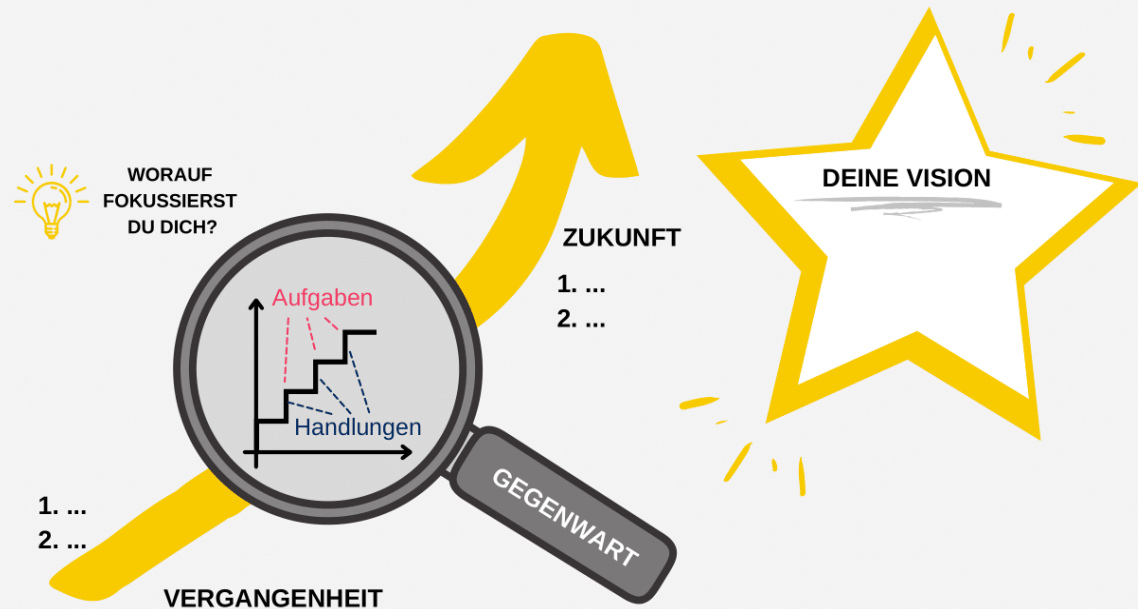 WORAUF
FOKUSSIERST
DU DICH?
DEINE VISION
ZUKUNFT
1. ...
2. ...
Aufgaben
Handlungen
GEGENWART
1. ...
2. ...
VERGANGENHEIT